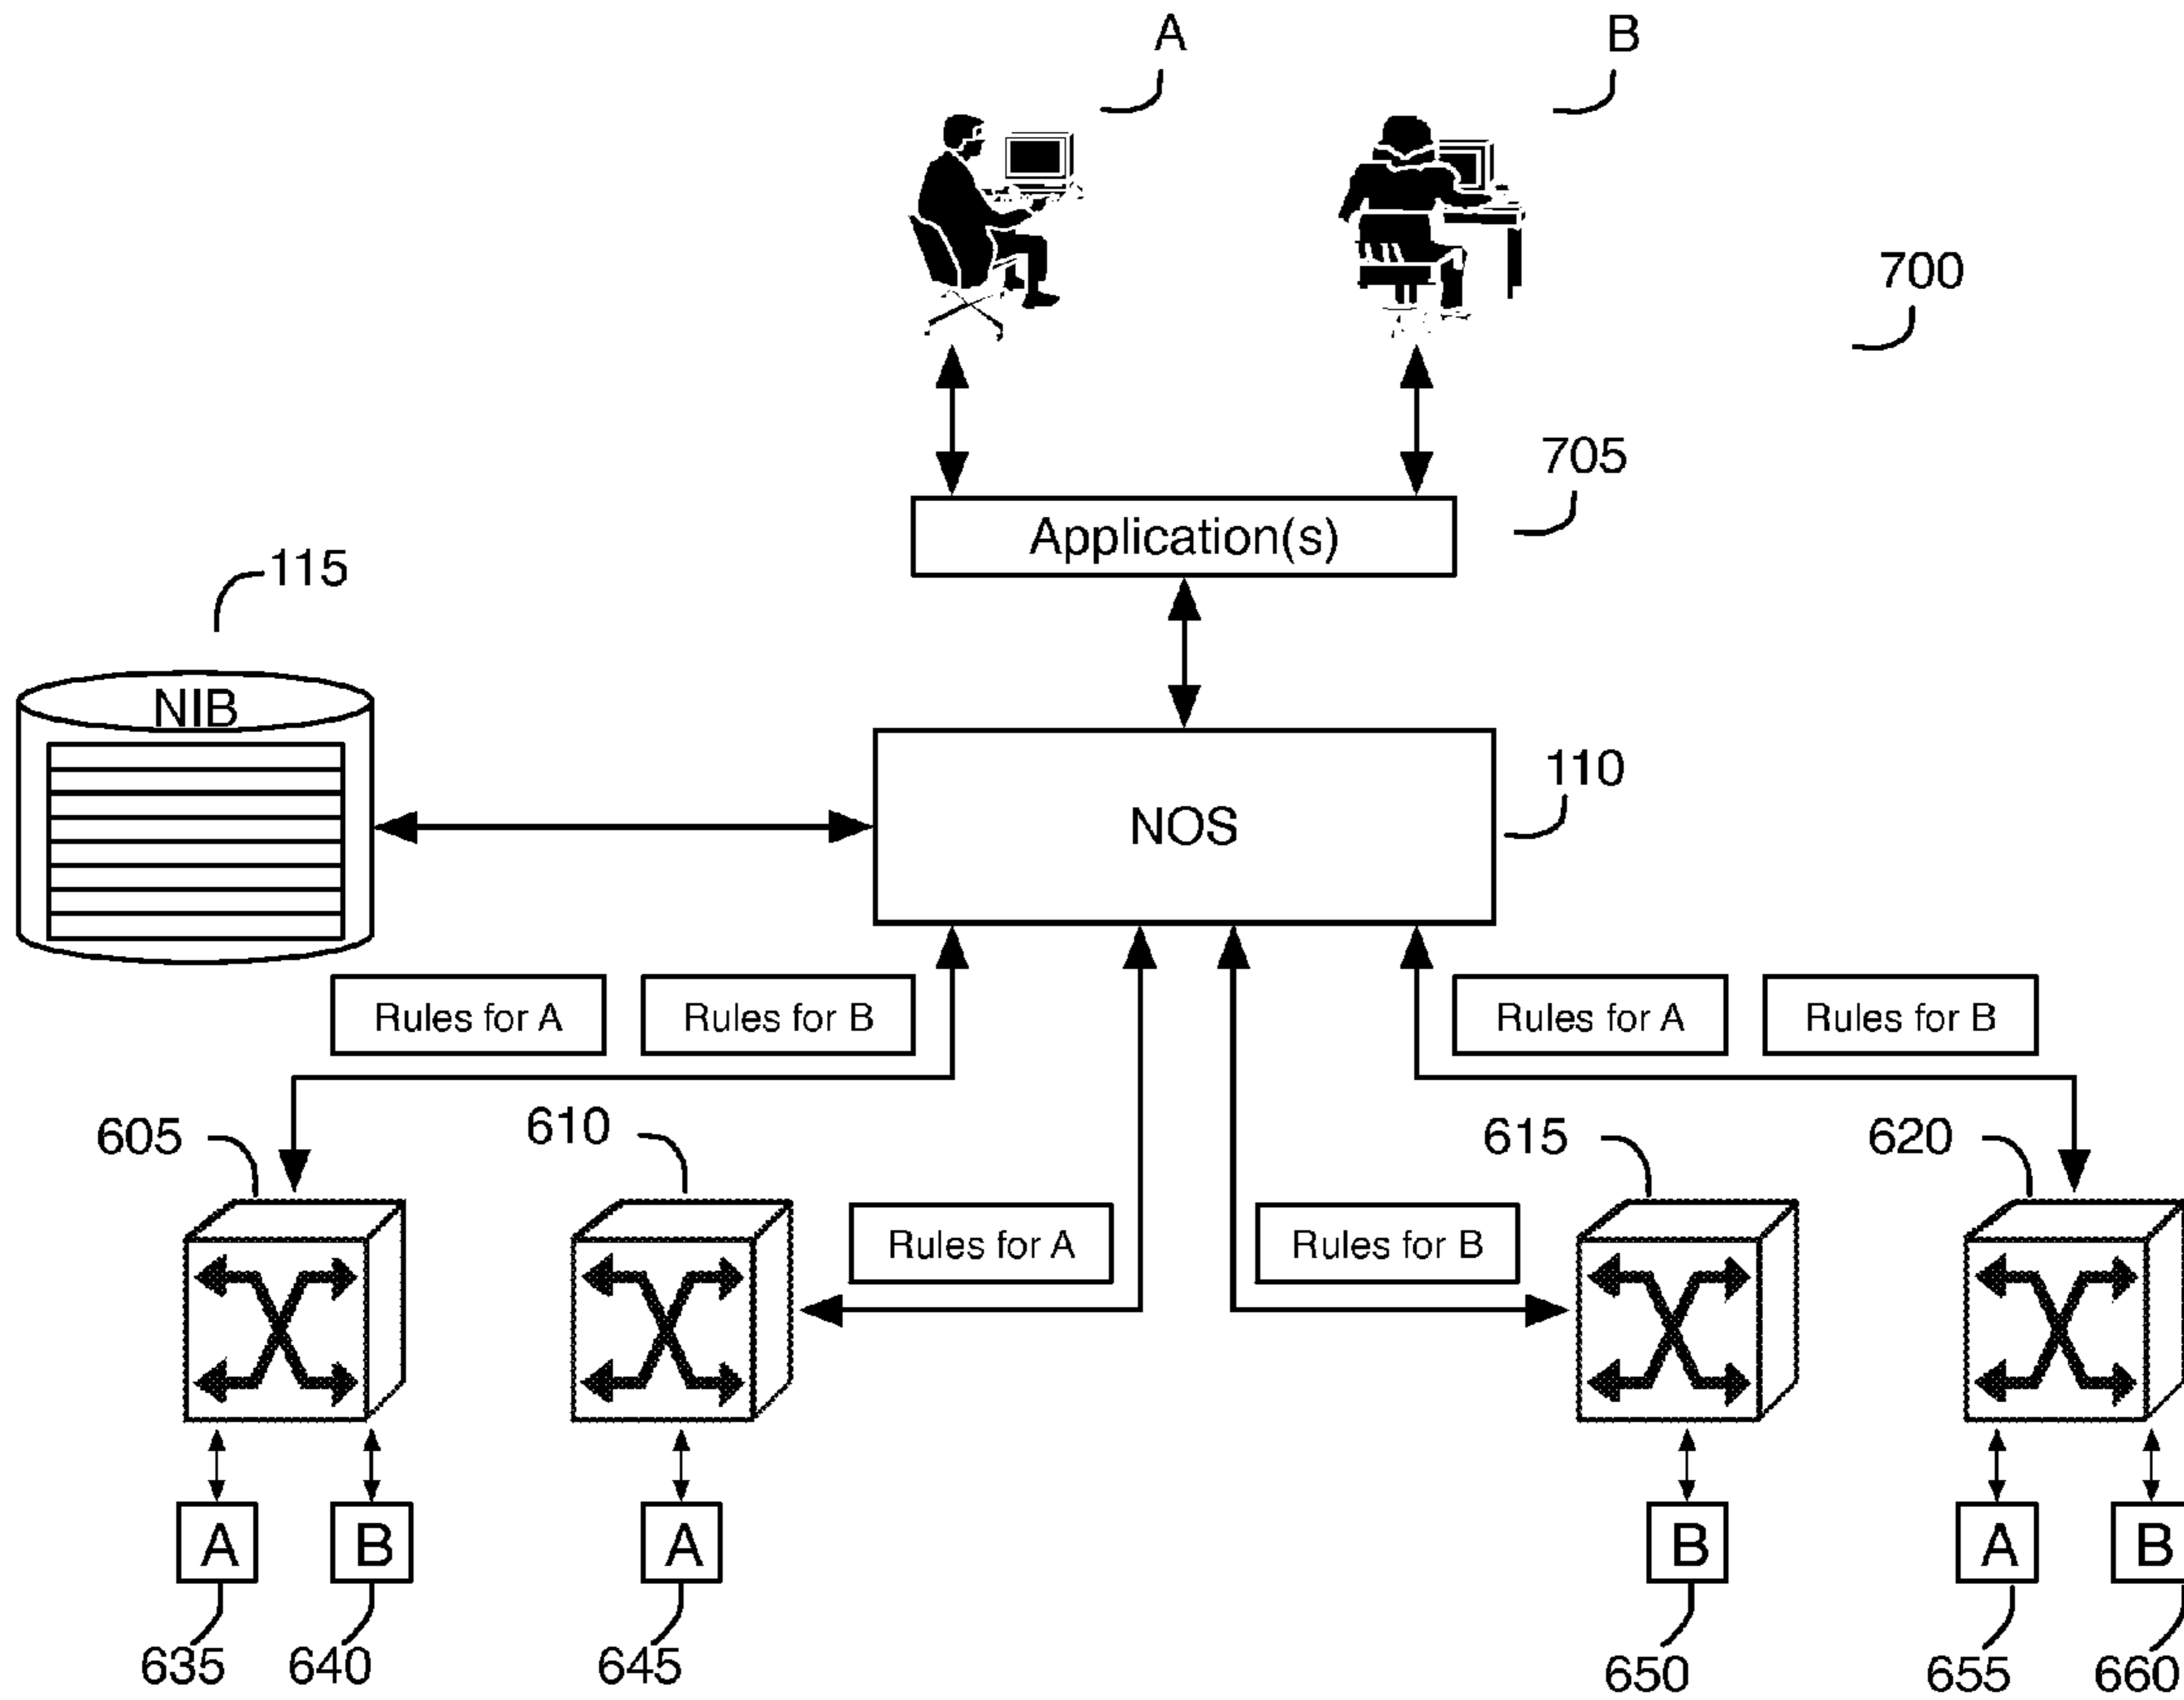 A B
700
705
Application(s)
115
NIB
110
NOS
Rules for A Rules for B Rules for A Rules for B
605 610 615 620
Rules for A Rules for B
A B A B A B
635 640 645 650 655 660